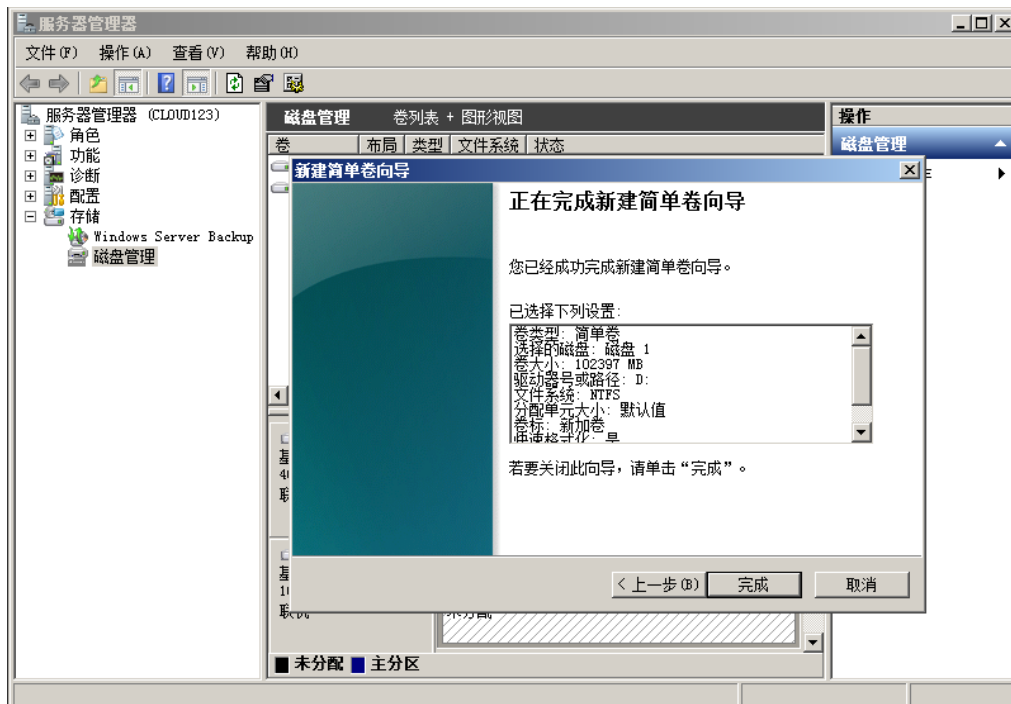 服务器管理器
文件(F) 操作(A) 查看(V) 帮助(H)
服务器管理器 (CLOUD123)
角色
功能
诊断
配置
存储
Windows Server Backup
磁盘管理
磁盘管理 卷列表 + 图形视图
卷 布局 类型 文件系统 状态
操作
磁盘管理
新建简单卷向导
正在完成新建简单卷向导
您已经成功完成新建简单卷向导。
已选择下列设置:
卷类型: 简单卷
选择的磁盘: 磁盘 1
卷大小: 102397 MB
驱动器号或路径: D:
文件系统: NTFS
分配单元大小: 默认值
卷标: 新加卷
快速格式化: 是
若要关闭此向导，请单击“完成”。
< 上一步(B) 完成 取消
未分配 主分区